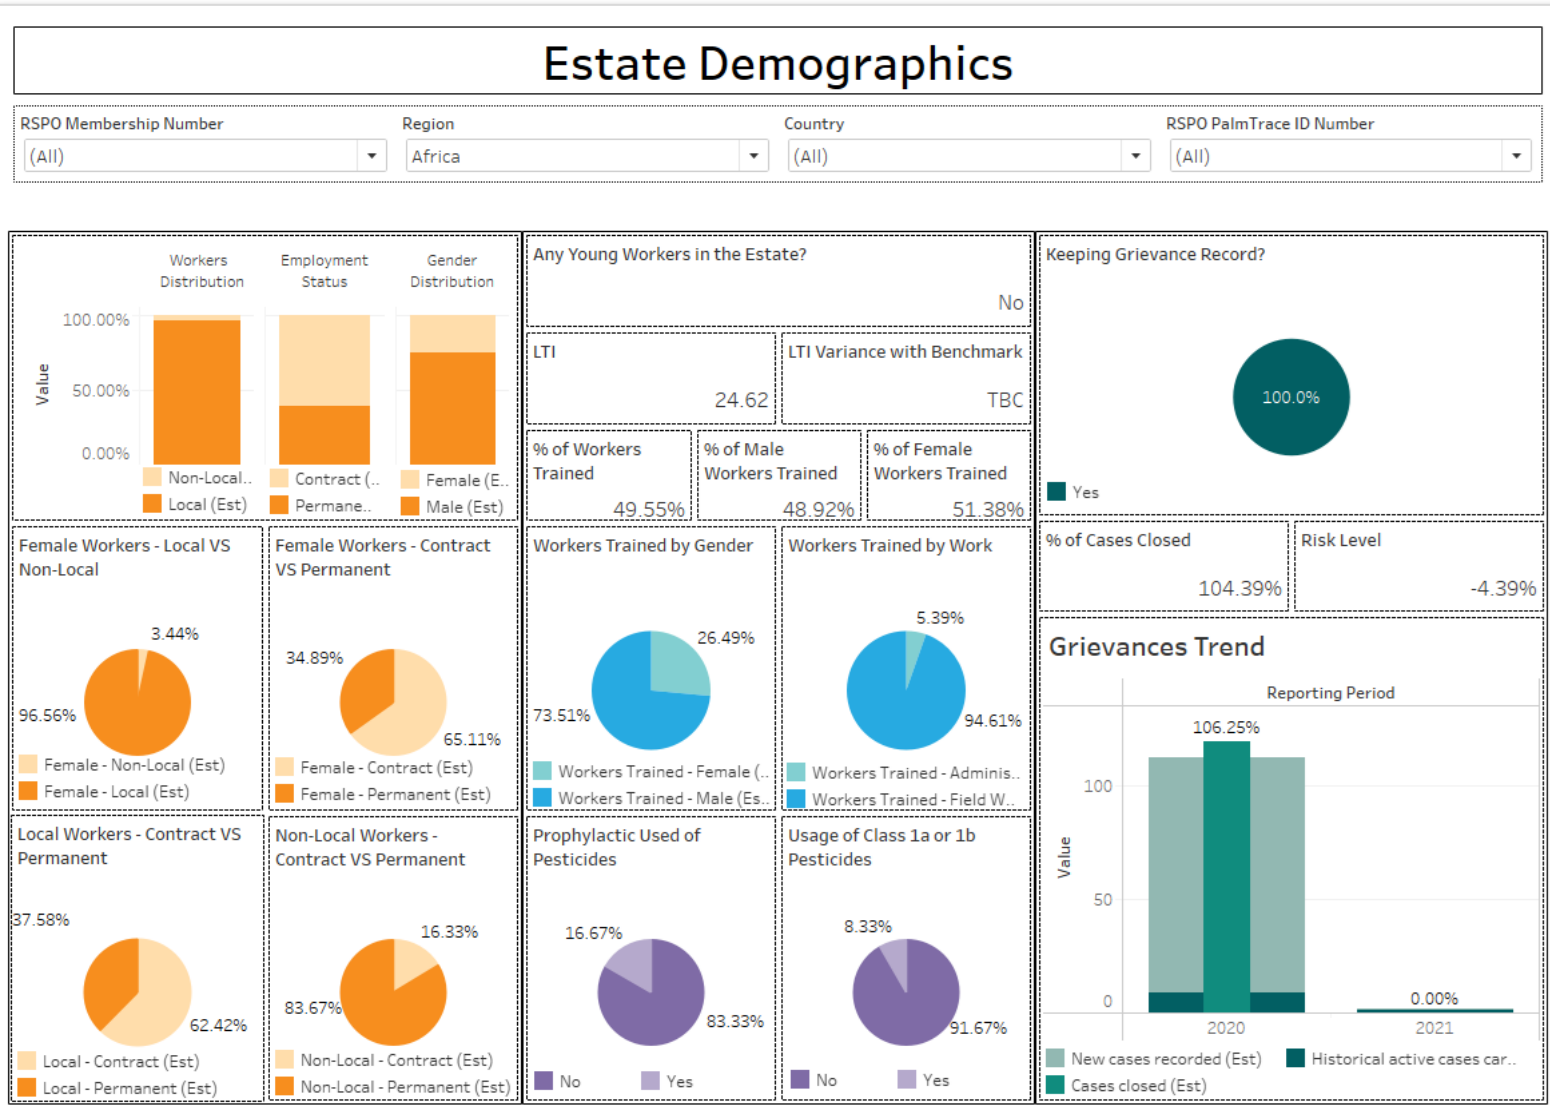 Estate Demographics
RSPO Membership Number
(All)
Region
Africa
Country
(All)
RSPO PalmTrace ID Number
(All)
Workers
Distribution
Employment
Status
Gender
Distribution
Value
100.00%
50.00%
0.00%
Non-Local..
Local (Est)
Contract (..
Permane..
Female (E..
Male (Est)
Female Workers - Local VS
Non-Local
3.44%
96.56%
Female - Non-Local (Est)
Female - Local (Est)
Female Workers - Contract
VS Permanent
34.89%
65.11%
Female - Contract (Est)
Female - Permanent (Est)
Local Workers - Contract VS
Permanent
37.58%
62.42%
Local - Contract (Est)
Local - Permanent (Est)
Non-Local Workers -
Contract VS Permanent
16.33%
83.67%
Non-Local - Contract (Est)
Non-Local - Permanent (Est)
Any Young Workers in the Estate?
No
LTI
24.62
LTI Variance with Benchmark
TBC
% of Workers
Trained
49.55%
% of Male
Workers Trained
48.92%
% of Female
Workers Trained
51.38%
Workers Trained by Gender
26.49%
73.51%
Workers Trained - Female (..
Workers Trained - Male (Es..
Workers Trained by Work
5.39%
94.61%
Workers Trained - Adminis..
Workers Trained - Field W..
Prophylactic Used of
Pesticides
16.67%
83.33%
No
Yes
Usage of Class 1a or 1b
Pesticides
8.33%
91.67%
No
Yes
Keeping Grievance Record?
100.0%
Yes
% of Cases Closed
104.39%
Risk Level
-4.39%
Grievances Trend
Reporting Period
106.25%
Value
100
50
0
0.00%
2020
2021
New cases recorded (Est)
Historical active cases car..
Cases closed (Est)